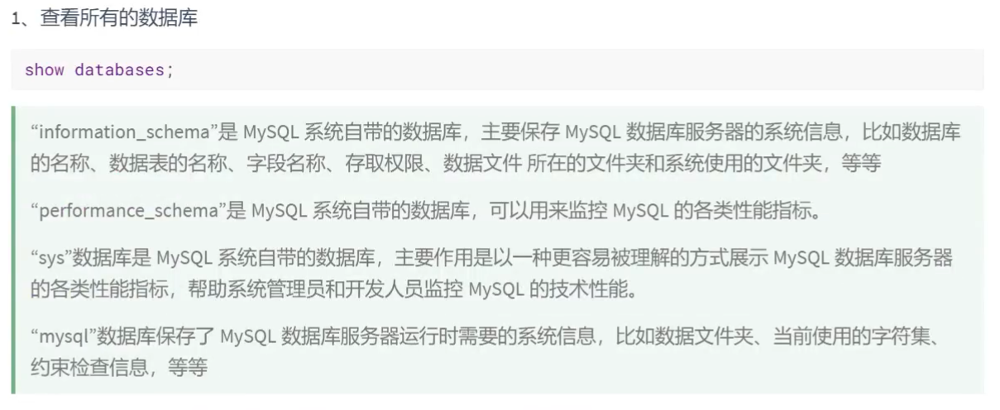 1、查看所有的数据库
show databases;
“information_schema”是 MySQL 系统自带的数据库，主要保存 MySQL 数据库服务器的系统信息，比如数据库
的名称、数据表的名称、字段名称、存取权限、数据文件 所在的文件夹和系统使用的文件夹，等等
“performance_schema”是 MySQL 系统自带的数据库，可以用来监控 MySQL 的各类性能指标。
“sys”数据库是 MySQL 系统自带的数据库，主要作用是以一种更容易被理解的方式展示 MySQL 数据库服务器
的各类性能指标，帮助系统管理员和开发人员监控 MySQL 的技术性能。
“mysql”数据库保存了 MySQL 数据库服务器运行时需要的系统信息，比如数据文件夹、当前使用的字符集、
约束检查信息，等等